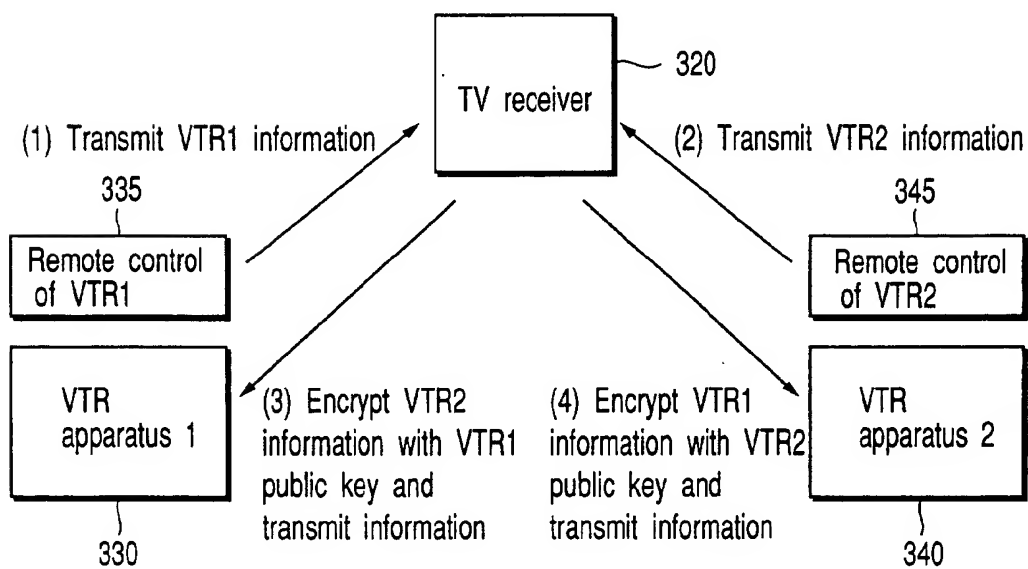 TV receiver
320
(1) Transmit VTR1 information
(2) Transmit VTR2 information
335
345
Remote control
of VTR1
Remote control
of VTR2
VTR
apparatus 1
(3) Encrypt VTR2
information with VTR1
public key and
transmit information
(4) Encrypt VTR1
information with VTR2
public key and
transmit information
VTR
apparatus 2
330
340